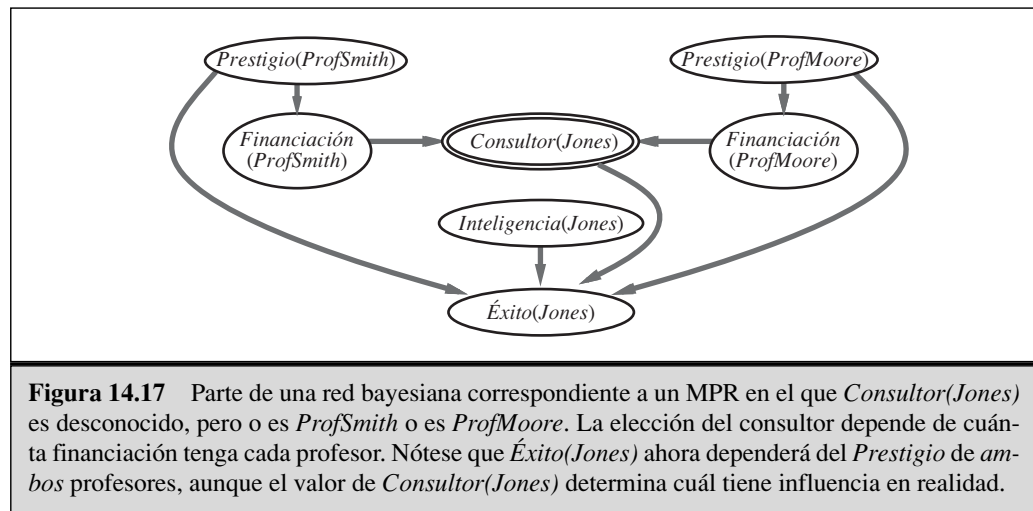 Prestigio(ProfSmith)
Prestigio(ProfMoore)
Financiación
(ProfSmith)
Consultor(Jones)
Financiación
(ProfMoore)
Inteligencia(Jones)
Éxito(Jones)
Figura 14.17 Parte de una red bayesiana correspondiente a un MPR en el que Consultor(Jones)
es desconocido, pero o es ProfSmith o es ProfMoore. La elección del consultor depende de cuán-
ta financiación tenga cada profesor. Nótese que Éxito(Jones) ahora dependerá del Prestigio de am-
bos profesores, aunque el valor de Consultor(Jones) determina cuál tiene influencia en realidad.